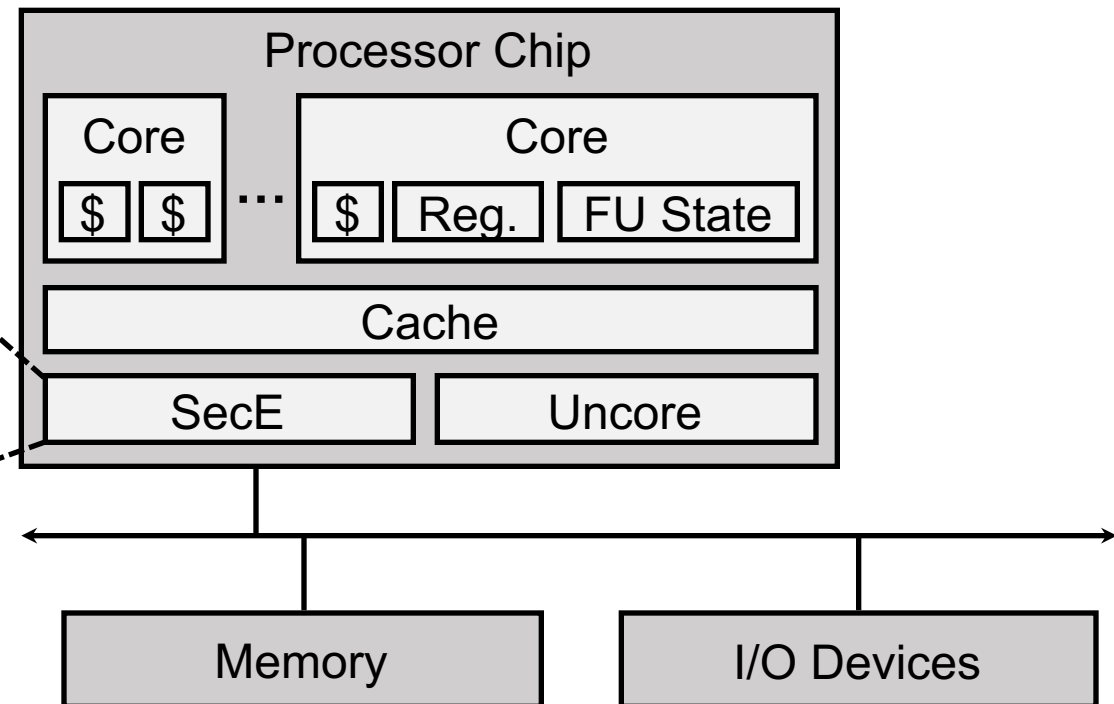 Processor Chip
Core
Core
$ $ ... $ Reg. FU State
Cache
SecE
Uncore
Memory
I/O Devices